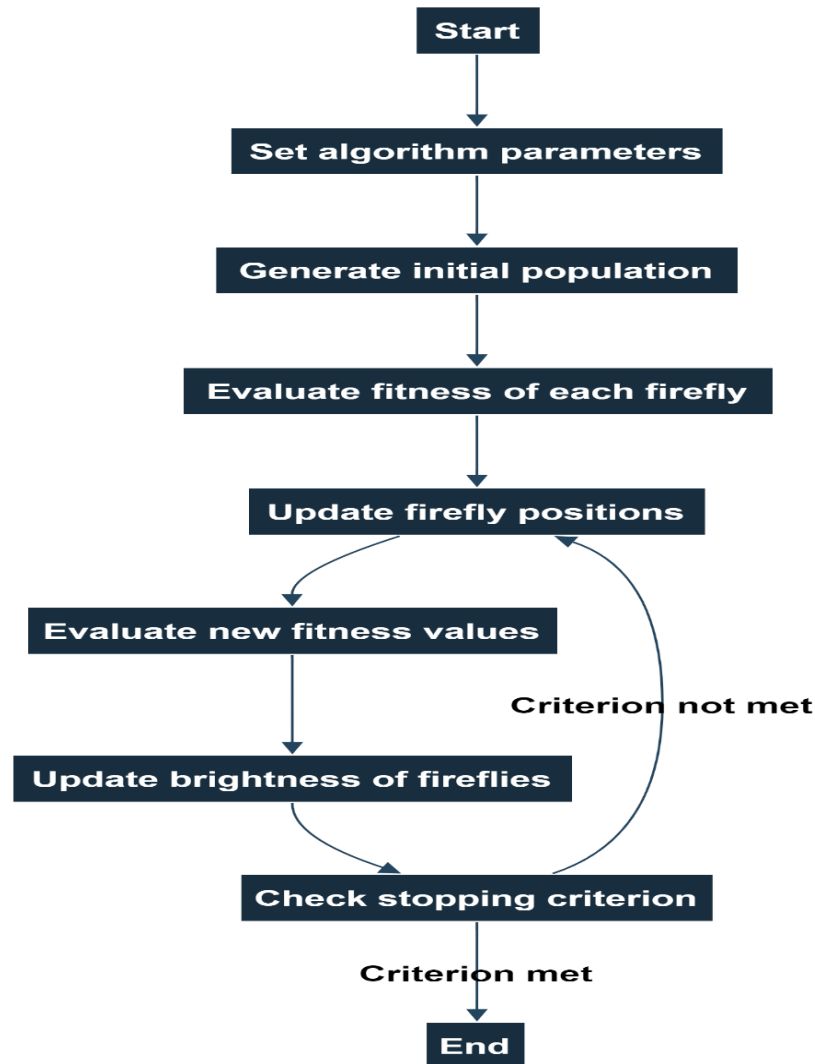 Start
Set algorithm parameters
Generate initial population
Evaluate fitness of each firefly
Update firefly positions
Evaluate new fitness values
Criterion not met
Update brightness of fireflies
Check stopping criterion
Criterion met
End